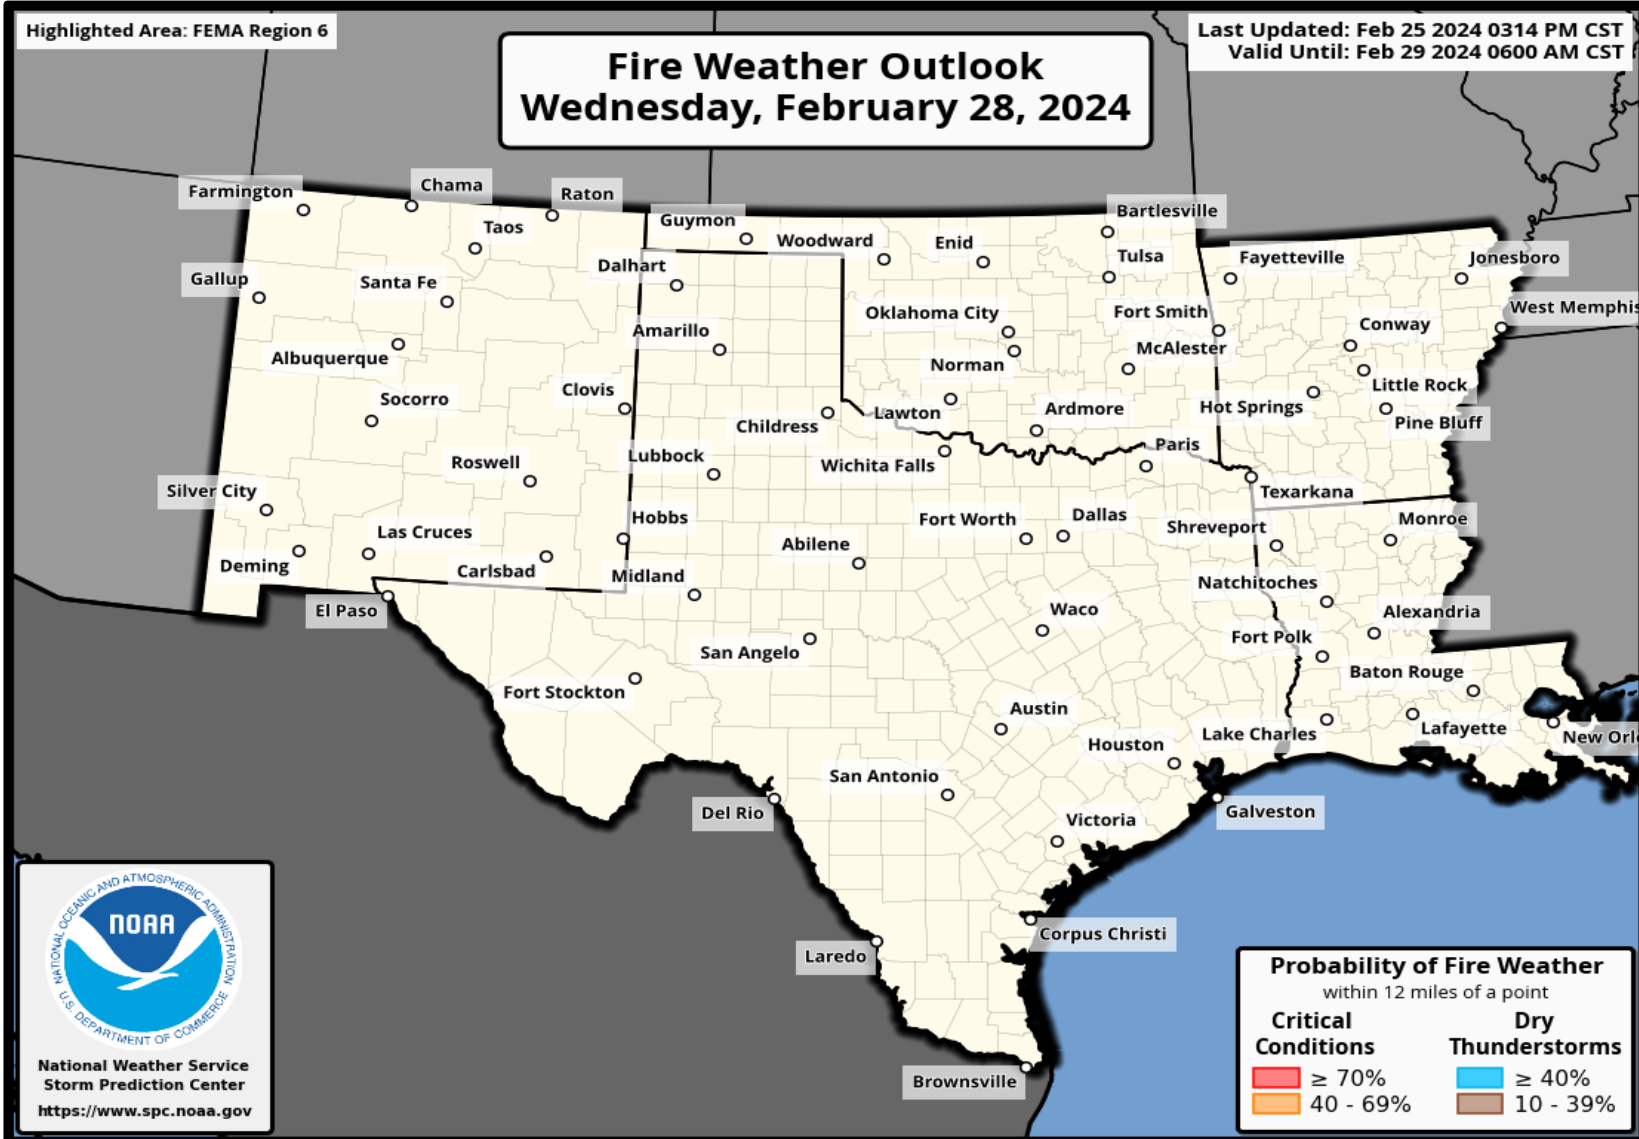 Highlighted Area: FEMA Region 6
Fire Weather Outlook
Wednesday, February 28, 2024
Last Updated: Feb 25 2024 0314 PM CST
Valid Until: Feb 29 2024 0600 AM CST
Farmington
Chama
Raton
Taos
Guymon
Woodward
Enid
Bartlesville
Tulsa
Fayetteville
Jonesboro
Gallup
Santa Fe
Dalhart
Oklahoma City
Fort Smith
West Memphis
Albuquerque
Amarillo
Norman
McAlester
Conway
Socorro
Clovis
Childress
Lawton
Ardmore
Hot Springs
Little Rock
Pine Bluff
Roswell
Lubbock
Wichita Falls
Paris
Silver City
Texarkana
Las Cruces
Hobbs
Abilene
Fort Worth
Dallas
Shreveport
Monroe
Deming
Carlsbad
Midland
Natchitoches
El Paso
Waco
Alexandria
San Angelo
Fort Polk
Fort Stockton
Baton Rouge
Austin
Houston
Lake Charles
Lafayette
New Orl
San Antonio
Del Rio
Victoria
Galveston
Corpus Christi
Laredo
Brownsville
NATIONAL OCEANIC AND ATMOSPHERIC ADMINISTRATION
NOAA
U.S. DEPARTMENT OF COMMERCE
National Weather Service
Storm Prediction Center
https://www.spc.noaa.gov
Probability of Fire Weather
within 12 miles of a point
Critical Conditions
≥ 70%
40 - 69%
Dry Thunderstorms
≥ 40%
10 - 39%